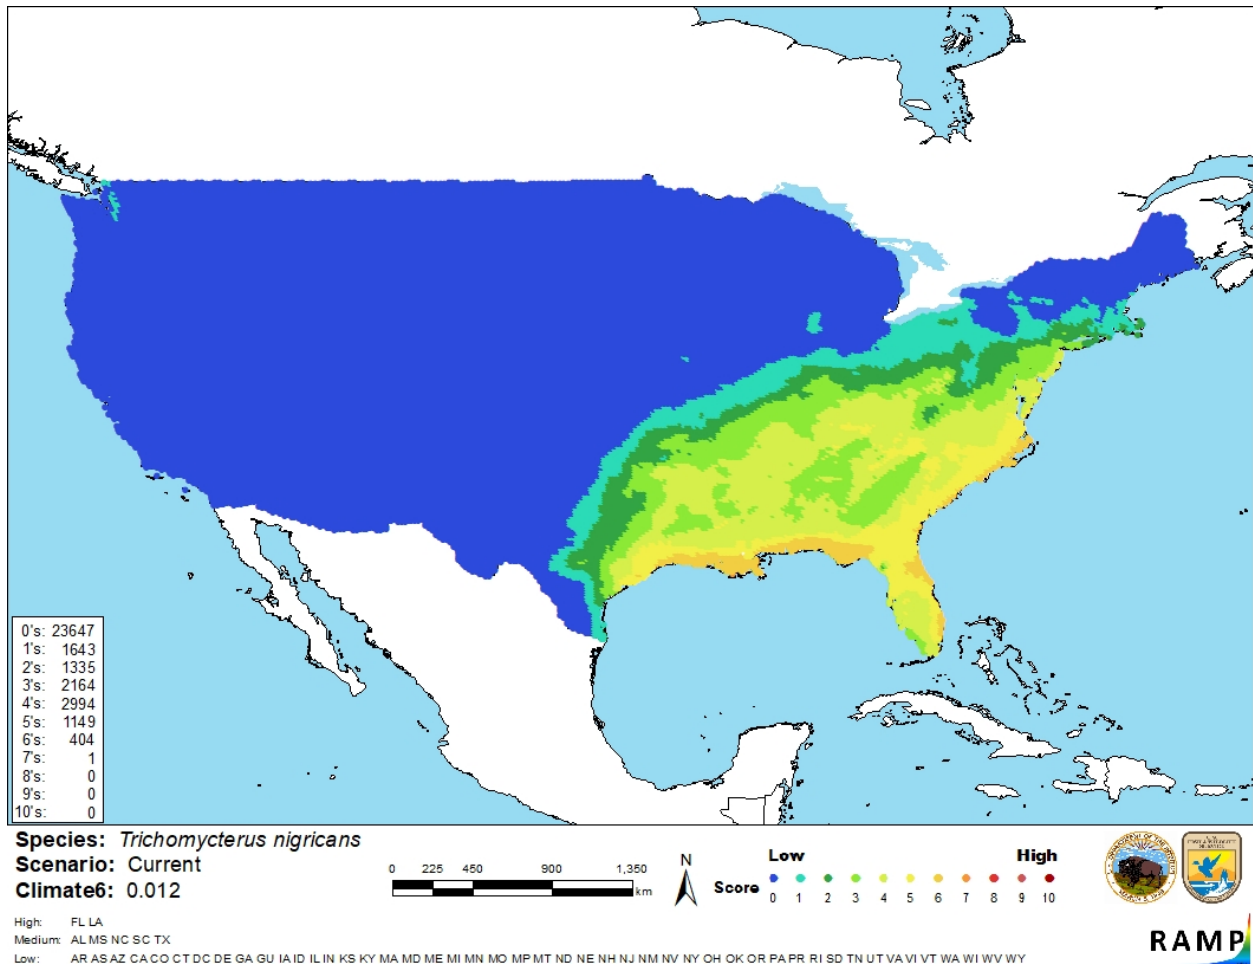 0's: 23647
1's: 1643
2's: 1335
3's: 2164
4's: 2994
5's: 1149
6's: 404
7's: 1
8's: 0
9's: 0
10's: 0
Species: Trichomycterus nigricans
Scenario: Current
Climate6: 0.012
0 225 450 900 1,350
km
N
Low High
Score 0 1 2 3 4 5 6 7 8 9 10
High: FL LA
Medium: AL MS NC SC TX
Low: AR AS AZ CA CO CT DC DE GA GU IA ID IL IN KS KY MA MD ME MI MN MO MP MT ND NE NH NJ NM NV NY OH OK OR PA PR RI SD TN UT VA VI VT WA WI WV WY
RAMP